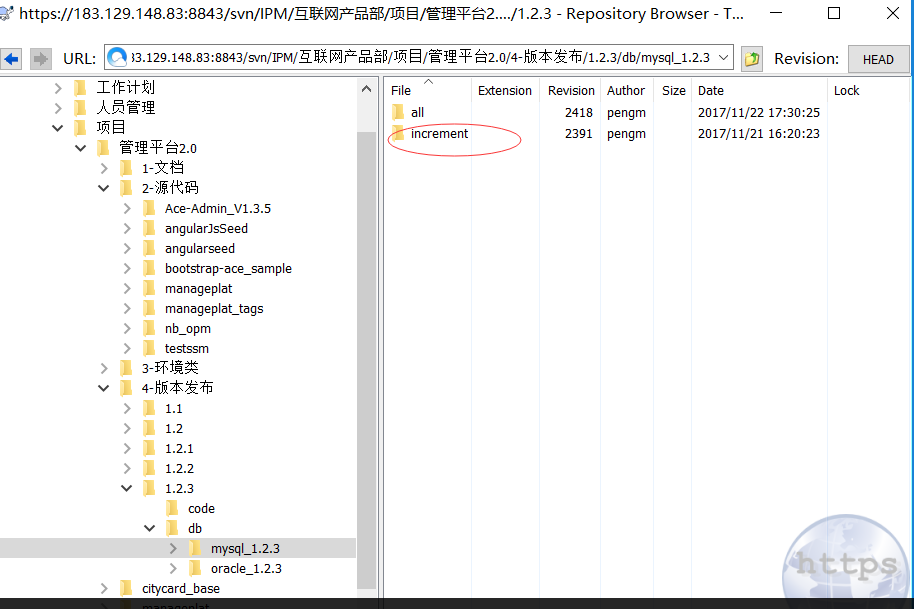 https://183.129.148.83:8843/svn/IPM/互联网产品部/项目/管理平台2..../1.2.3 - Repository Browser - T...
URL: 33.129.148.83:8843/svn/IPM/互联网产品部/项目/管理平台2.0/4-版本发布/1.2.3/db/mysql_1.2.3 Revision: HEAD
工作计划
人员管理
项目
管理平台2.0
1-文档
2-源代码
Ace-Admin_V1.3.5
angularJsSeed
angularseed
bootstrap-ace_sample
manageplat
manageplat_tags
nb_opm
testssm
3-环境类
4-版本发布
1.1
1.2
1.2.1
1.2.2
1.2.3
code
db
mysql_1.2.3
oracle_1.2.3
citycard_base
manageplat
File Extension Revision Author Size Date Lock
all 2418 pengm 2017/11/22 17:30:25
increment 2391 pengm 2017/11/21 16:20:23
https